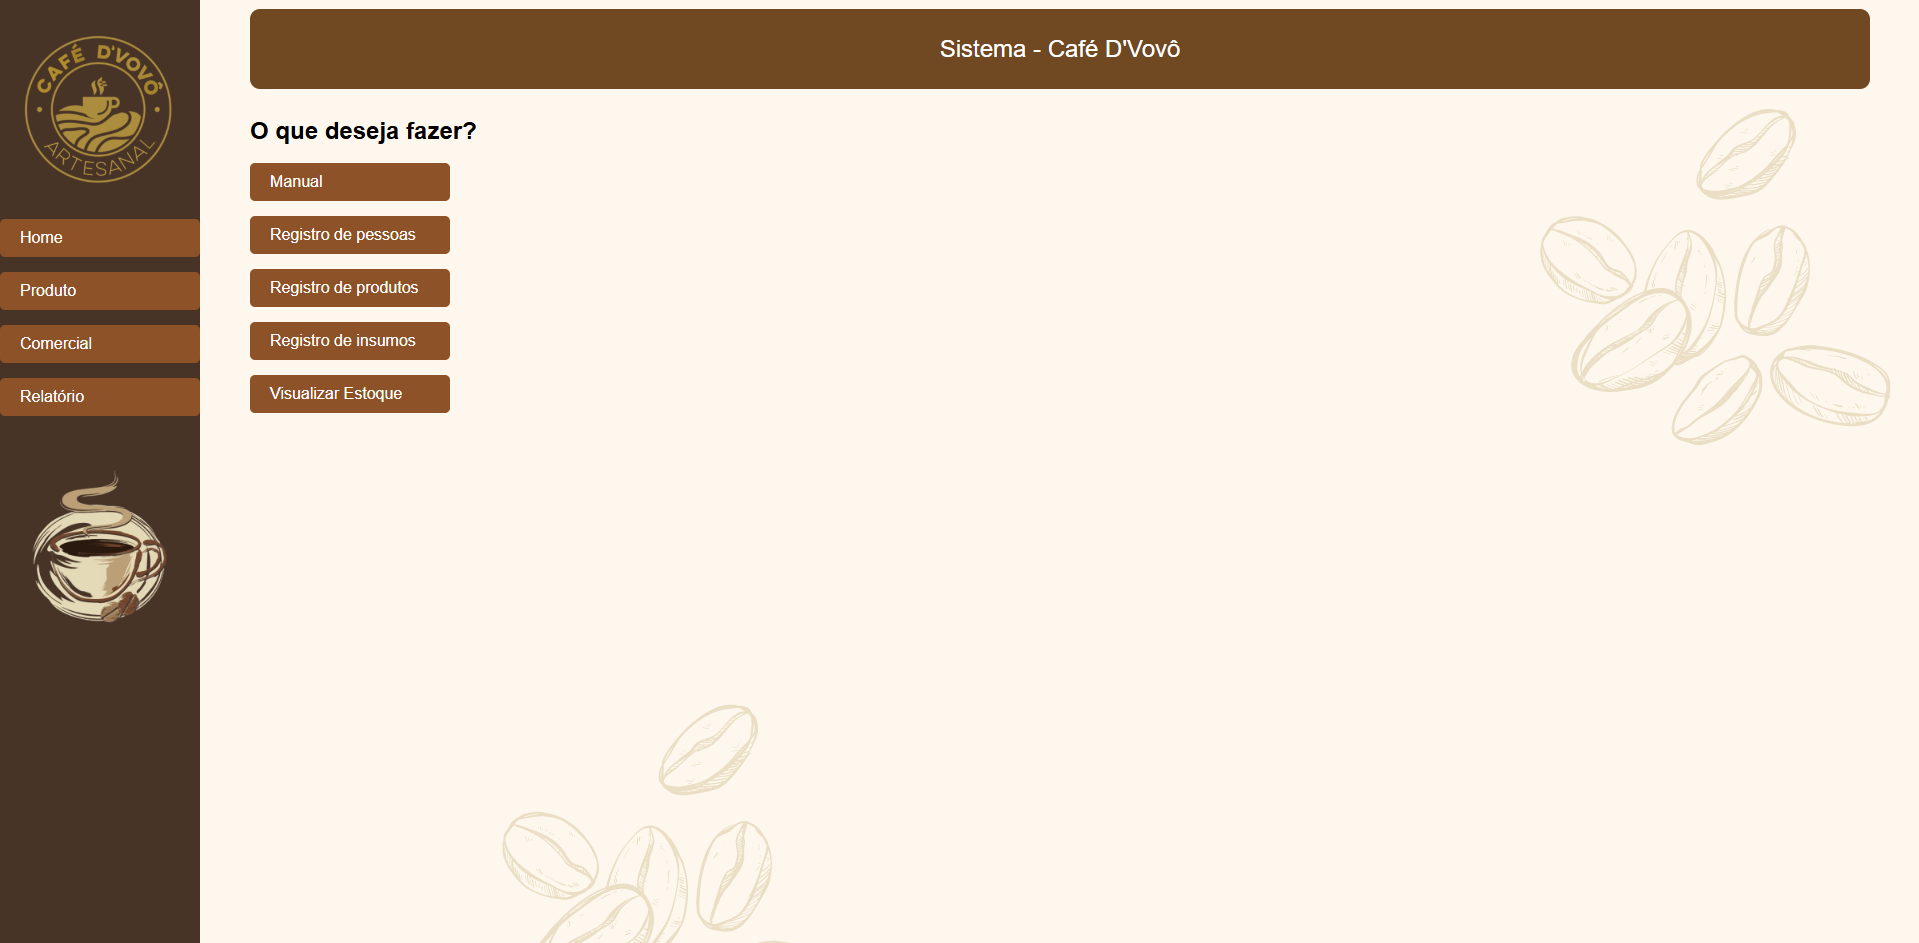 CAFÉ D'VOVÔ
ARTESANAL
Home
Produto
Comercial
Relatório
Sistema - Café D'Vovô
O que deseja fazer?
Manual
Registro de pessoas
Registro de produtos
Registro de insumos
Visualizar Estoque